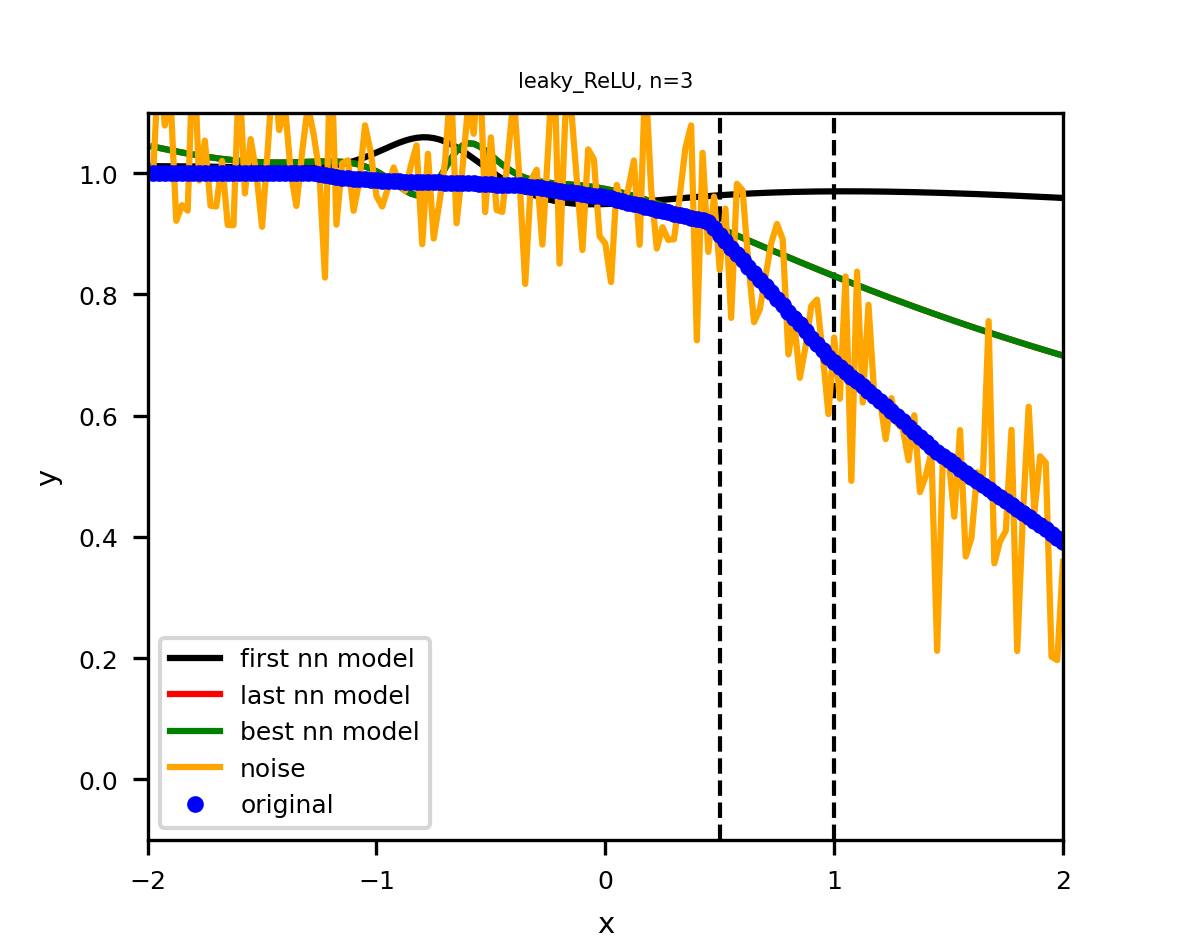 leaky_ReLU, n=3
y
1.0
0.8
0.6
0.4
0.2
0.0
first nn model
last nn model
best nn model
noise
original
−2
−1
0
1
2
x